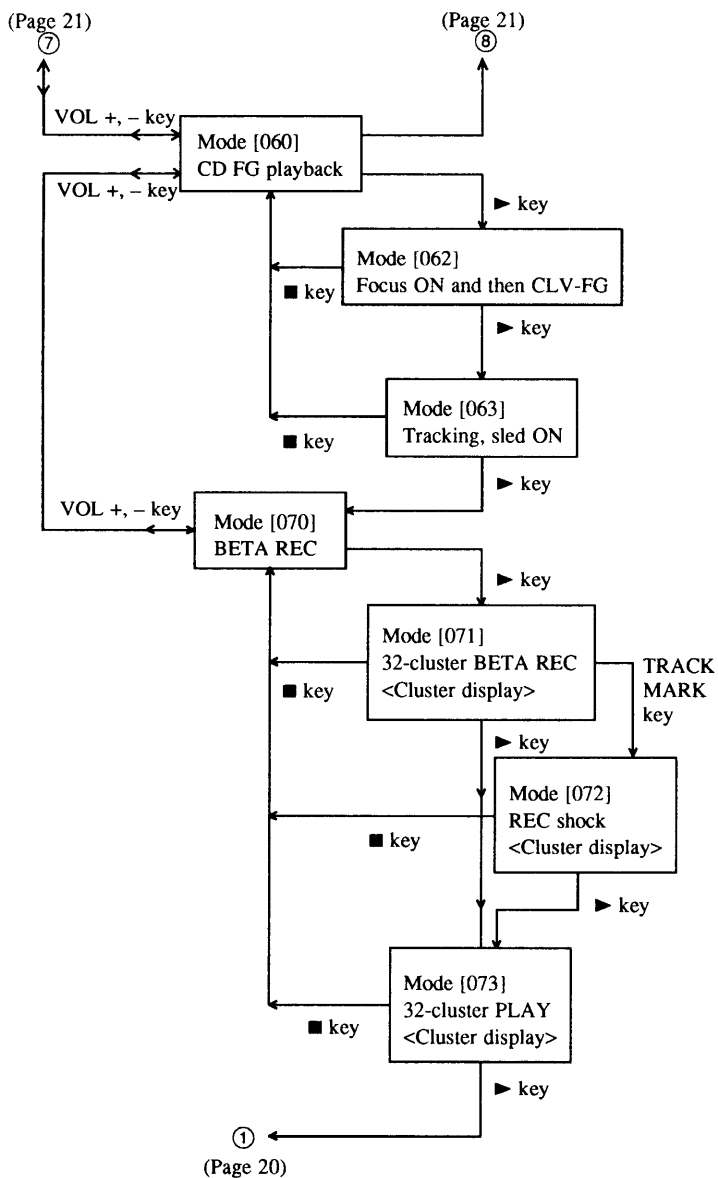 (Page 21)
⑦
(Page 21)
⑧
VOL +, – key
Mode [060]
CD FG playback
VOL +, – key
► key
Mode [062]
Focus ON and then CLV-FG
■ key
► key
Mode [063]
Tracking, sled ON
■ key
► key
VOL +, – key
Mode [070]
BETA REC
► key
Mode [071]
32-cluster BETA REC
<Cluster display>
■ key
TRACK
MARK
key
► key
Mode [072]
REC shock
<Cluster display>
■ key
► key
Mode [073]
32-cluster PLAY
<Cluster display>
■ key
► key
①
(Page 20)